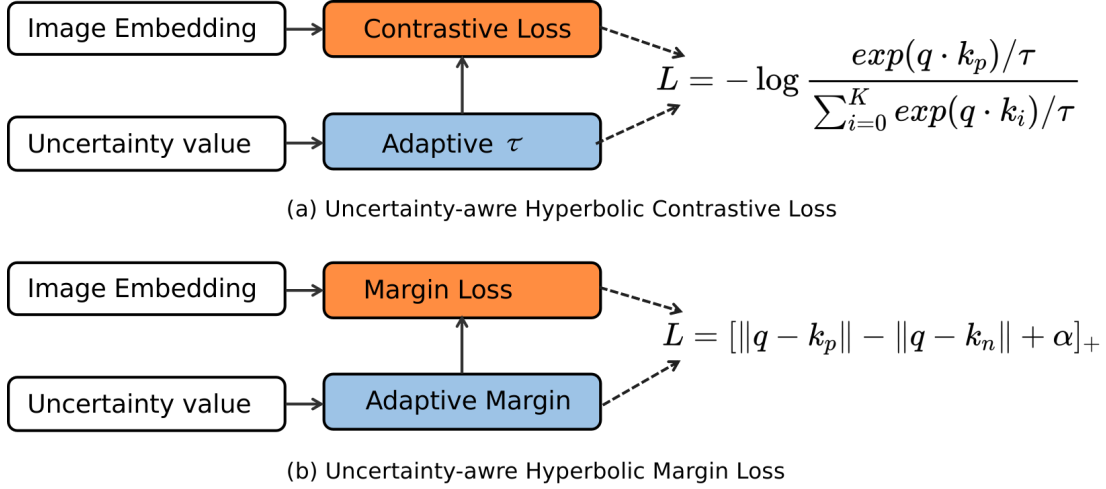 Image Embedding
Contrastive Loss
Uncertainty value
Adaptive τ
L = − log exp(q · k_p)/τ / ∑_{i=0}^{K} exp(q · k_i)/τ
(a) Uncertainty-awre Hyperbolic Contrastive Loss
Image Embedding
Margin Loss
Uncertainty value
Adaptive Margin
L = [‖q − k_p‖ − ‖q − k_n‖ + α]_+
(b) Uncertainty-awre Hyperbolic Margin Loss